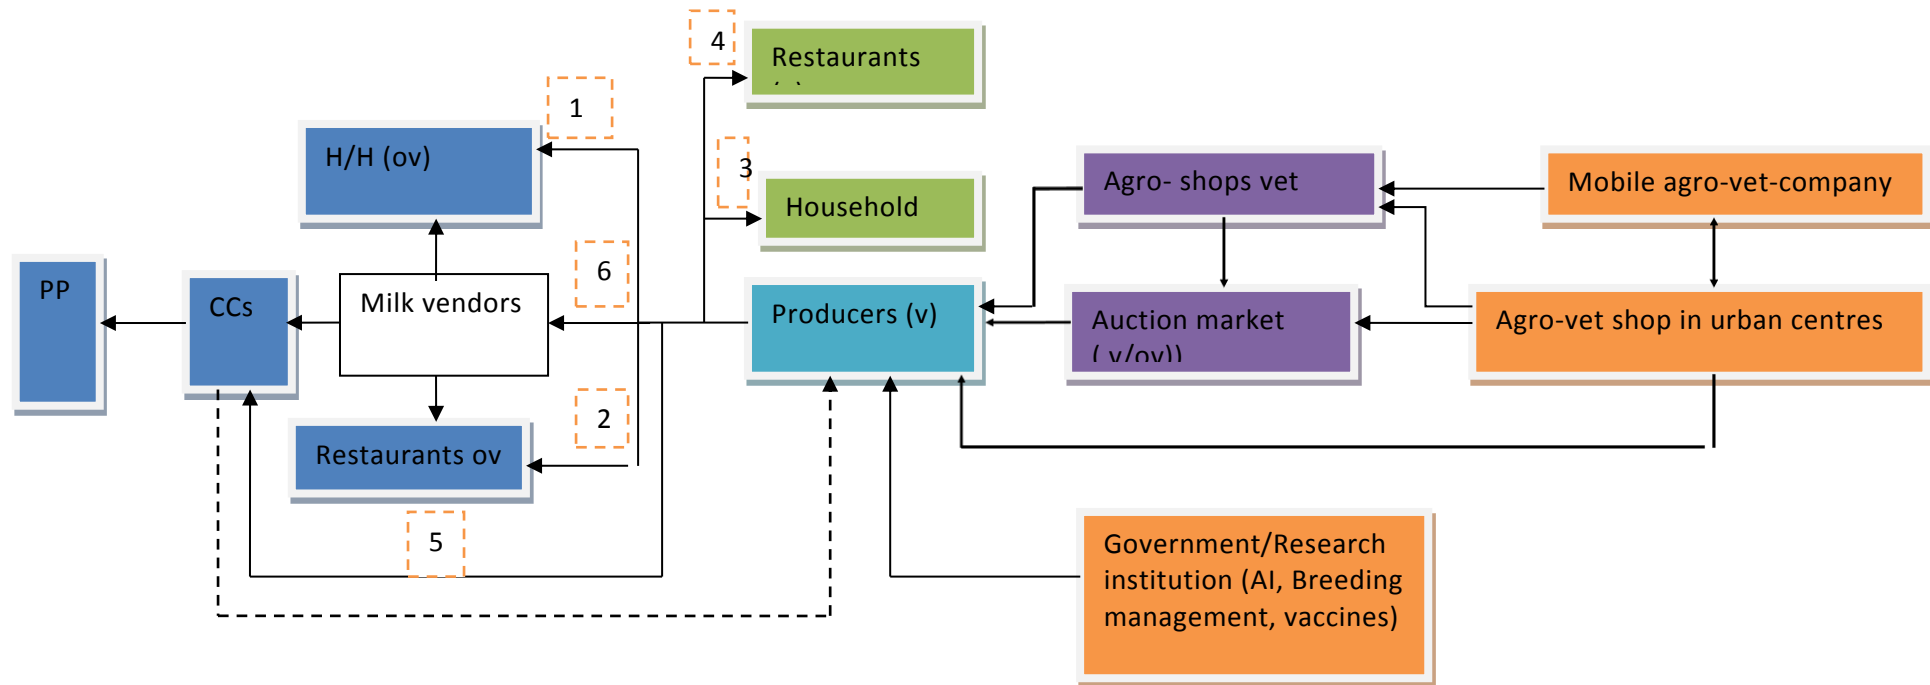 4
Restaurants
1
H/H (ov)
3
Household
Agro- shops vet
Mobile agro-vet-company
PP
CCs
Milk vendors
6
Producers (v)
Auction market
( v/ov))
Agro-vet shop in urban centres
2
Restaurants ov
5
Government/Research
institution (AI, Breeding
management, vaccines)